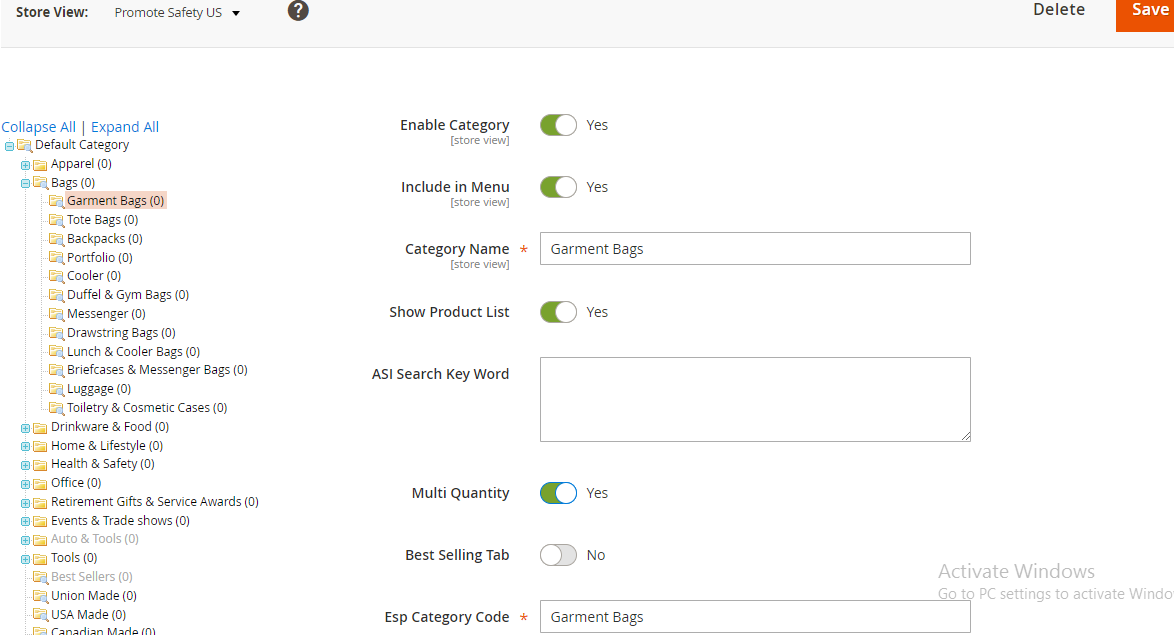 Store View: Promote Safety US ?
Delete Save
Collapse All | Expand All
Default Category
Apparel (0)
Bags (0)
Garment Bags (0)
Tote Bags (0)
Backpacks (0)
Portfolio (0)
Cooler (0)
Duffel & Gym Bags (0)
Messenger (0)
Drawstring Bags (0)
Lunch & Cooler Bags (0)
Briefcases & Messenger Bags (0)
Luggage (0)
Toiletry & Cosmetic Cases (0)
Drinkware & Food (0)
Home & Lifestyle (0)
Health & Safety (0)
Office (0)
Retirement Gifts & Service Awards (0)
Events & Trade shows (0)
Auto & Tools (0)
Tools (0)
Best Sellers (0)
Union Made (0)
USA Made (0)
Canadian Made (0)
Enable Category Yes
[store view]
Include in Menu Yes
[store view]
Category Name * Garment Bags
[store view]
Show Product List Yes
ASI Search Key Word
Multi Quantity Yes
Best Selling Tab No
Esp Category Code * Garment Bags
Activate Windows
Go to PC settings to activate Windo